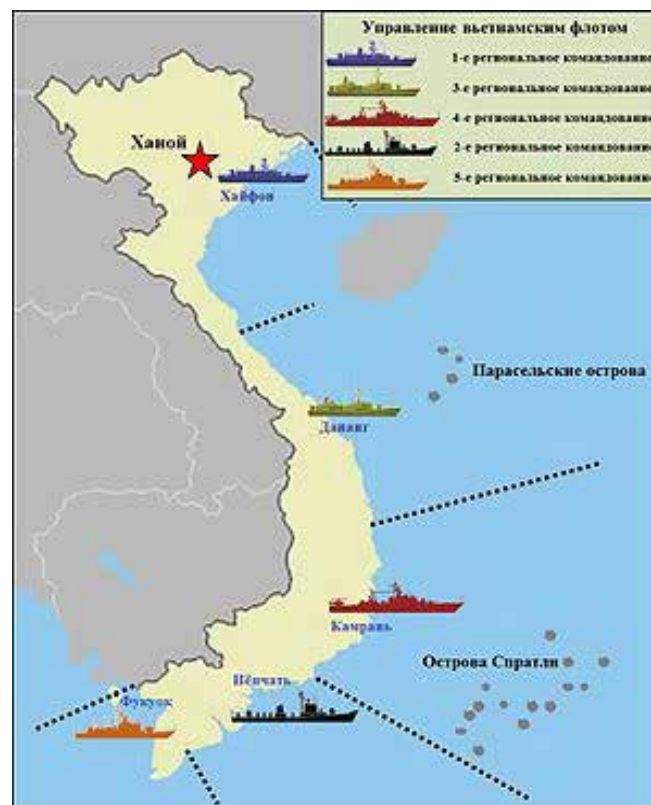 Управление вьетнамским флотом
1-е региональное командование
3-е региональное командование
4-е региональное командование
2-е региональное командование
5-е региональное командование
Ханой
Хайфон
Парасельские острова
Дананг
Камрань
Острова Спратли
Нёнчать
Фукуок